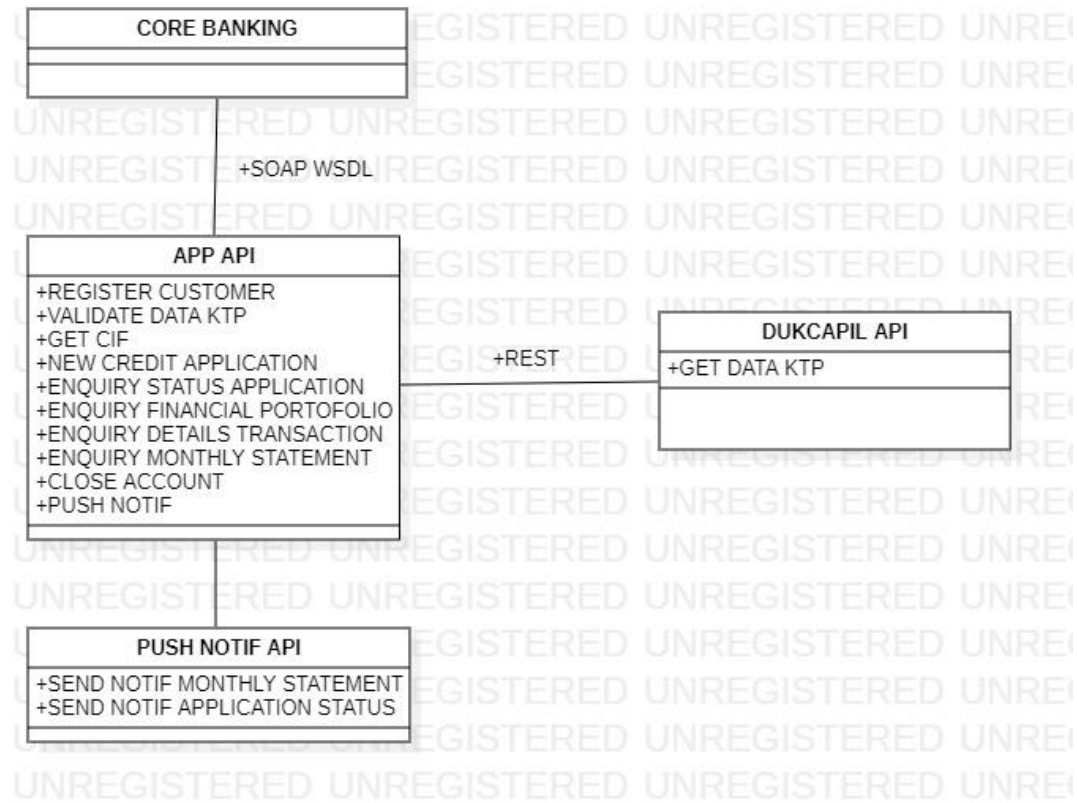 CORE BANKING
+SOAP WSDL
APP API
+REGISTER CUSTOMER
+VALIDATE DATA KTP
+GET CIF
+NEW CREDIT APPLICATION
+ENQUIRY STATUS APPLICATION
+ENQUIRY FINANCIAL PORTOFOLIO
+ENQUIRY DETAILS TRANSACTION
+ENQUIRY MONTHLY STATEMENT
+CLOSE ACCOUNT
+PUSH NOTIF
+REST
DUKCAPIL API
+GET DATA KTP
PUSH NOTIF API
+SEND NOTIF MONTHLY STATEMENT
+SEND NOTIF APPLICATION STATUS
UNREGISTERED